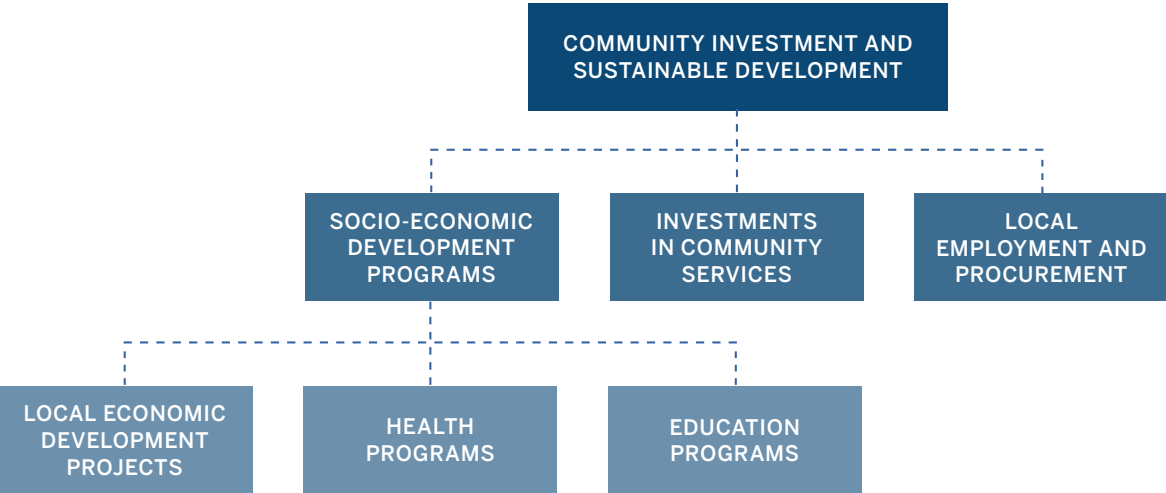 COMMUNITY INVESTMENT AND
SUSTAINABLE DEVELOPMENT
SOCIO-ECONOMIC
DEVELOPMENT
PROGRAMS
INVESTMENTS
IN COMMUNITY
SERVICES
LOCAL
EMPLOYMENT AND
PROCUREMENT
LOCAL ECONOMIC
DEVELOPMENT
PROJECTS
HEALTH
PROGRAMS
EDUCATION
PROGRAMS